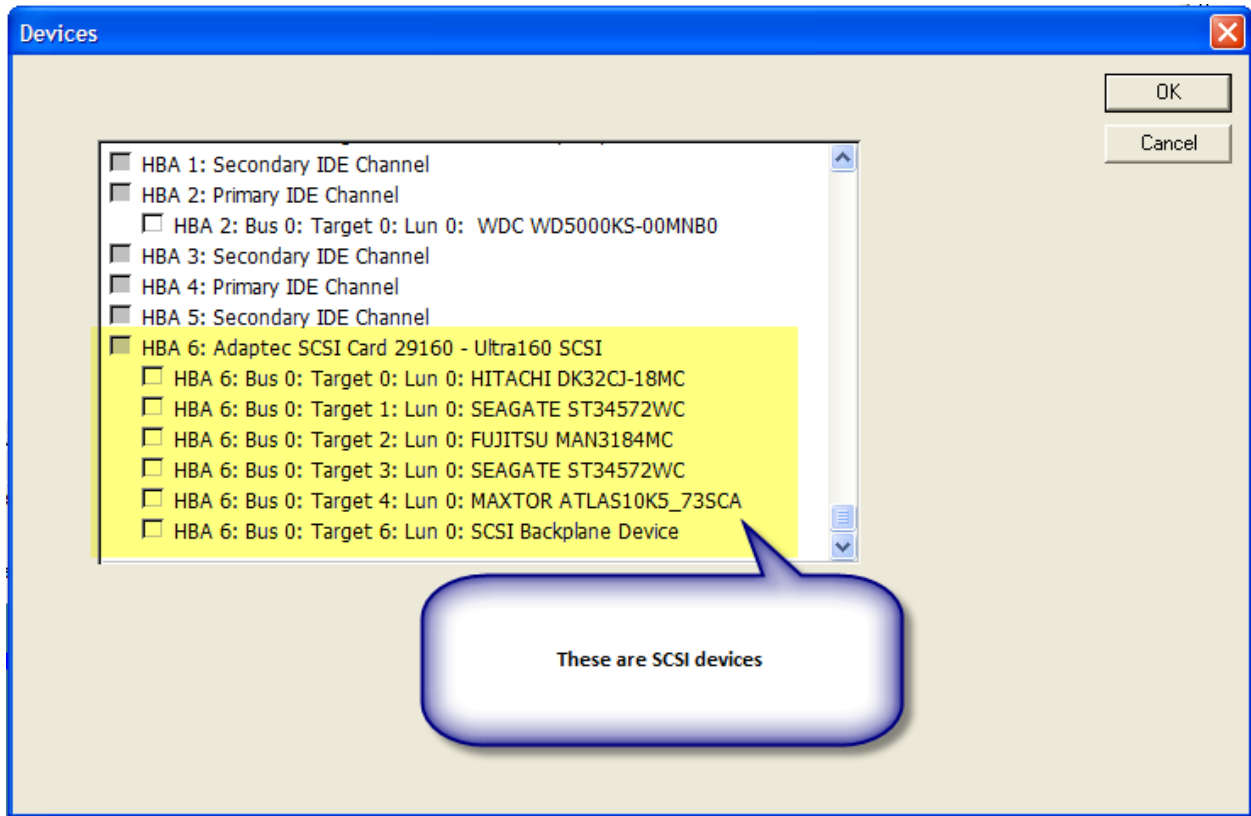 Devices
OK
Cancel
HBA 1: Secondary IDE Channel
HBA 2: Primary IDE Channel
HBA 2: Bus 0: Target 0: Lun 0:  WDC WD5000KS-00MNB0
HBA 3: Secondary IDE Channel
HBA 4: Primary IDE Channel
HBA 5: Secondary IDE Channel
HBA 6: Adaptec SCSI Card 29160 - Ultra160 SCSI
HBA 6: Bus 0: Target 0: Lun 0: HITACHI DK32CJ-18MC
HBA 6: Bus 0: Target 1: Lun 0: SEAGATE ST34572WC
HBA 6: Bus 0: Target 2: Lun 0: FUJITSU MAN3184MC
HBA 6: Bus 0: Target 3: Lun 0: SEAGATE ST34572WC
HBA 6: Bus 0: Target 4: Lun 0: MAXTOR ATLAS10K5_73SCA
HBA 6: Bus 0: Target 6: Lun 0: SCSI Backplane Device
These are SCSI devices